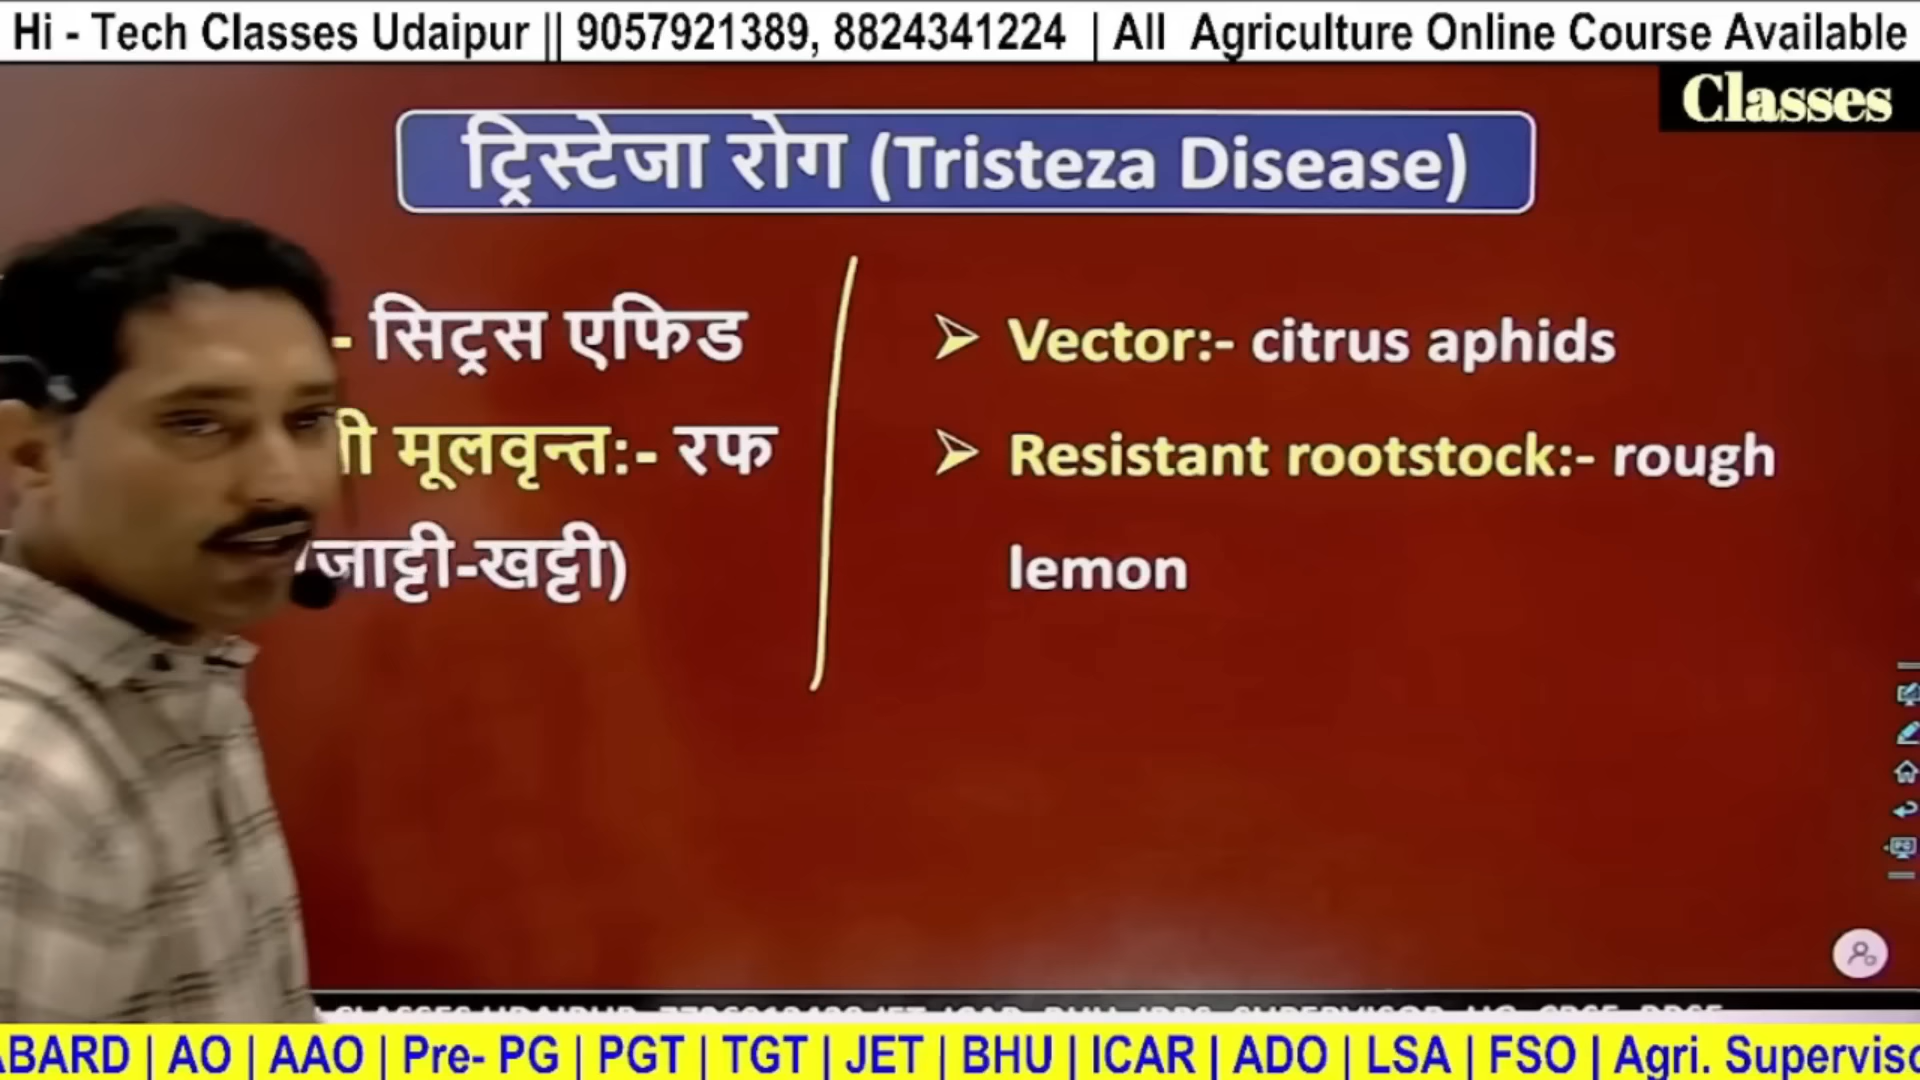 Hi - Tech Classes Udaipur || 9057921389, 8824341224 | All Agriculture Online Course Available
Classes
ट्रिस्टेजा रोग (Tristeza Disease)
- सिट्रस एफिड
मूलवृन्तः- रफ
(जाट्टी-खट्टी)
➢ Vector:- citrus aphids
➢ Resistant rootstock:- rough
lemon
| AO | AAO | Pre- PG | PGT | TGT | JET | BHU | ICAR | ADO | LSA | FSO | Agri.